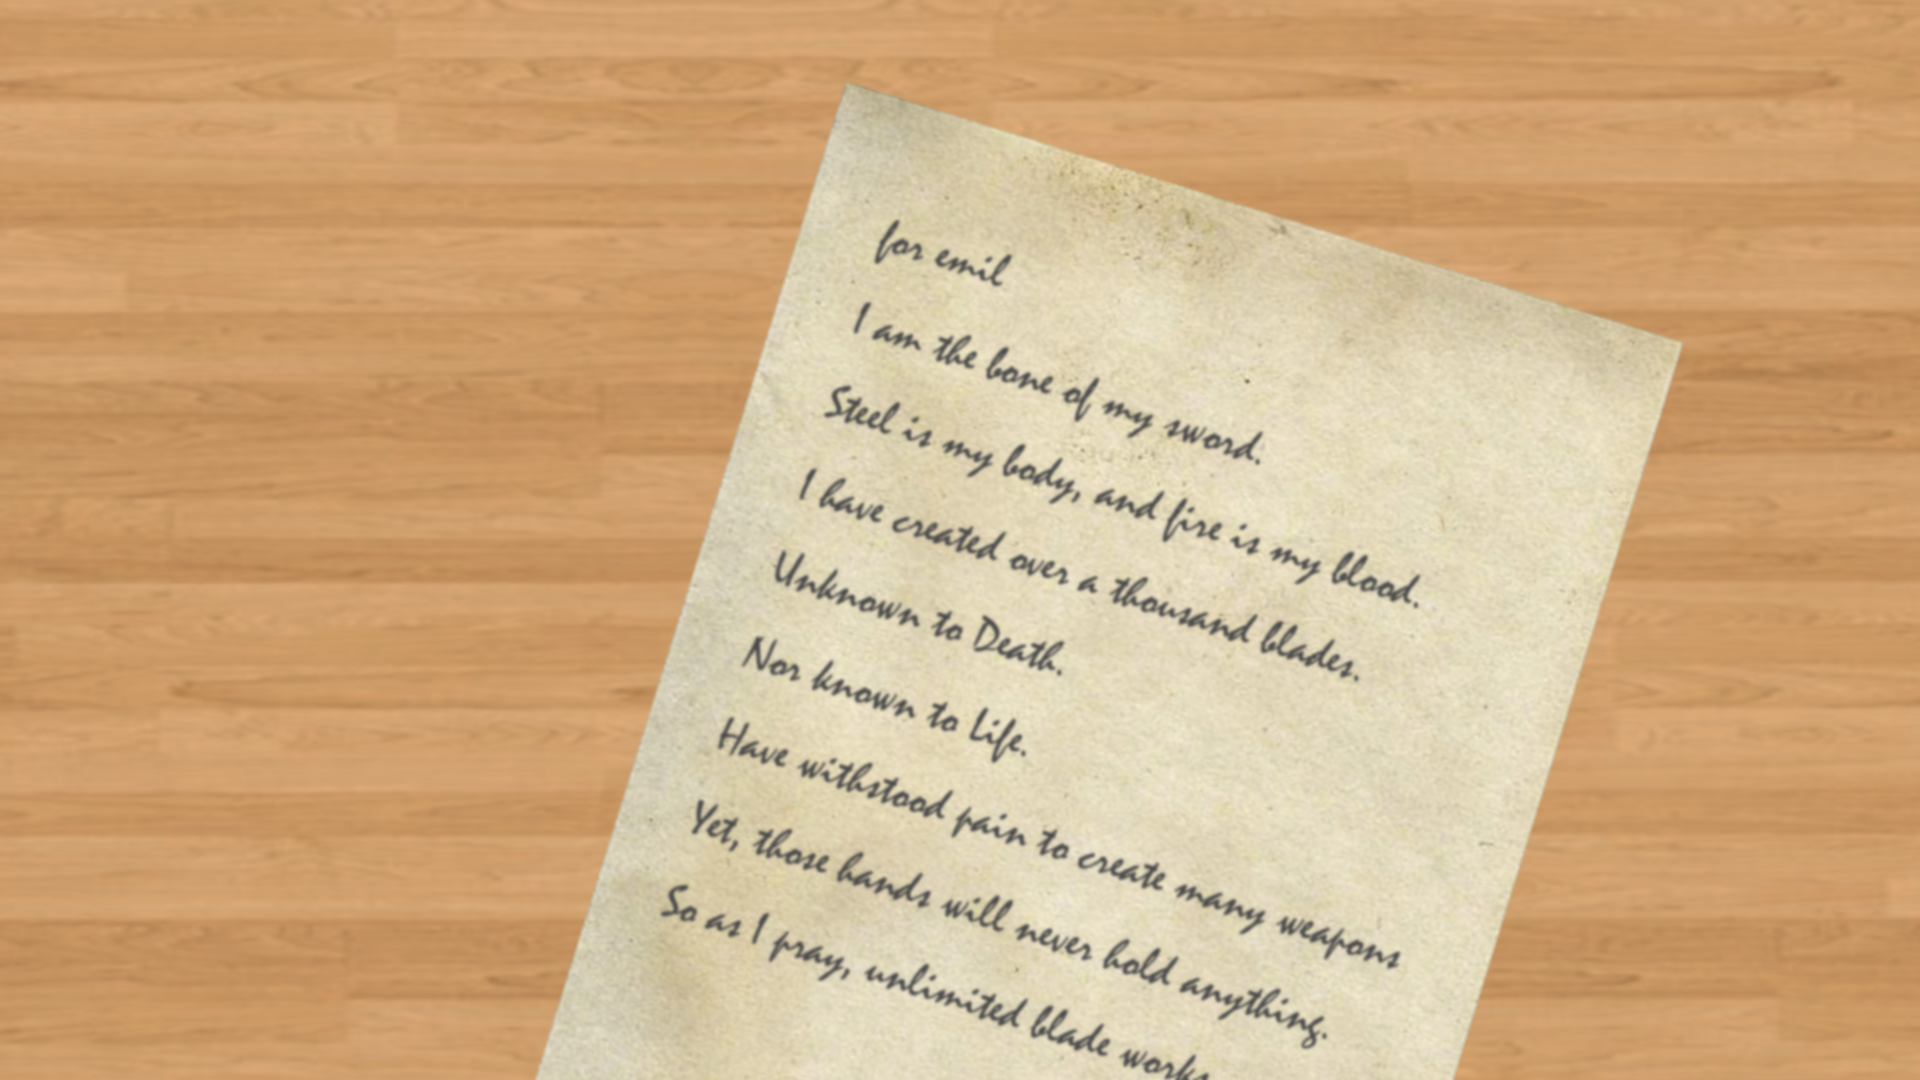 for emil
I am the bone of my sword.
Steel is my body, and fire is my blood.
I have created over a thousand blades.
Unknown to Death.
Nor known to Life.
Have withstood pain to create many weapons
Yet, those hands will never hold anything.
So as I pray, unlimited blade works